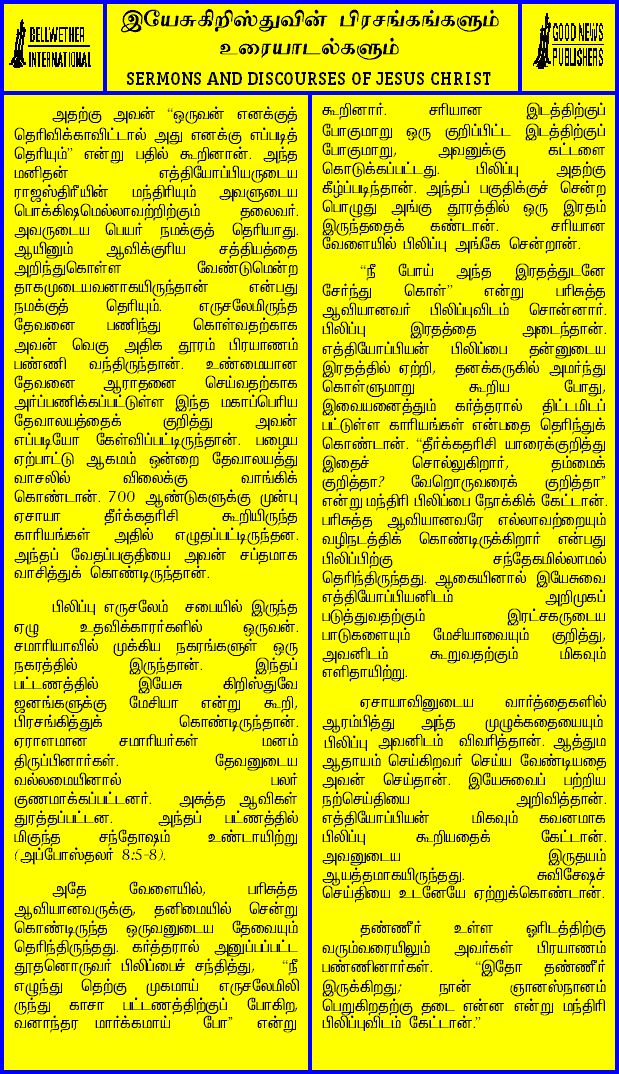 BELLWETHER
INTERNATIONAL
இயேசுகிறிஸ்துவின் பிரசங்கங்களும்
உரையாடல்களும்
SERMONS AND DISCOURSES OF JESUS CHRIST
GOOD NEWS
PUBLISHERS
அதற்கு அவன் “ஒருவன் எனக்குத்
தெரிவிக்காவிட்டால் அது எனக்கு எப்படித்
தெரியும்” என்று பதில் கூறினான். அந்த
மனிதன் எத்தியோப்பியருடைய
ராஜஸ்திரீயின் மந்திரியும் அவளுடைய
பொக்கிஷமெல்லாவற்றிற்கும் தலைவர்.
அவருடைய பெயர் நமக்குத் தெரியாது.
ஆயினும் ஆவிக்குரிய சத்தியத்தை
அறிந்துகொள்ள வேண்டுமென்ற
தாகமுடையவனாகயிருந்தான் என்பது
நமக்குத் தெரியும். எருசலேமிருந்த
தேவனை பணிந்து கொள்வதற்காக
அவன் வெகு அதிக தூரம் பிரயாணம்
பண்ணி வந்திருந்தான். உண்மையான
தேவனை ஆராதனை செய்வதற்காக
அர்ப்பணிக்கப்பட்டுள்ள இந்த மகாப்பெரிய
தேவாலயத்தைக் குறித்து அவன்
எப்படியோ கேள்விப்பட்டிருந்தான். பழைய
ஏற்பாட்டு ஆகமம் ஒன்றை தேவாலயத்து
வாசலில் விலைக்கு வாங்கிக்
கொண்டான். 700 ஆண்டுகளுக்கு முன்பு
ஏசாயா தீர்க்கதரிசி கூறியிருந்த
காரியங்கள் அதில் எழுதப்பட்டிருந்தன.
அந்தப் வேதப்பகுதியை அவன் சப்தமாக
வாசித்துக் கொண்டிருந்தான்.
பிலிப்பு எருசலேம் சபையில் இருந்த
ஏழு உதவிக்காரர்களில் ஒருவன்.
சமாரியாவில் முக்கிய நகரங்களுள் ஒரு
நகரத்தில் இருந்தான். இந்தப்
பட்டணத்தில் இயேசு கிறிஸ்துவே
ஜனங்களுக்கு மேசியா என்று கூறி,
பிரசங்கித்துக் கொண்டிருந்தான்.
ஏராளமான சமாரியர்கள் மனம்
திருப்பினார்கள். தேவனுடைய
வல்லமையினால் பலர்
குணமாக்கப்பட்டனர். அசுத்த ஆவிகள்
துரத்தப்பட்டன. அந்தப் பட்டணத்தில்
மிகுந்த சந்தோஷம் உண்டாயிற்று
(அப்போஸ்தலர் 8:5-8).
அதே வேளையில், பரிசுத்த
ஆவியானவருக்கு, தனிமையில் சென்று
கொண்டிருந்த ஒருவனுடைய தேவையும்
தெரிந்திருந்தது. கர்த்தரால் அனுப்பப்பட்ட
தூதனொருவர் பிலிப்பைச் சந்தித்து, “நீ
எழுந்து தெற்கு முகமாய் எருசலேமிலி
ருந்து காசா பட்டணத்திற்குப் போகிற,
வனாந்தர மார்க்கமாய் போ” என்று
கூறினார். சரியான இடத்திற்குப்
போகுமாறு ஒரு குறிப்பிட்ட இடத்திற்குப்
போகுமாறு, அவனுக்கு கட்டளை
கொடுக்கப்பட்டது. பிலிப்பு அதற்கு
கீழ்ப்படிந்தான். அந்தப் பகுதிக்குச் சென்ற
பொழுது அங்கு தூரத்தில் ஒரு இரதம்
இருந்ததைக் கண்டான். சரியான
வேளையில் பிலிப்பு அங்கே சென்றான்.
“நீ போய் அந்த இரதத்துடனே
சேர்ந்து கொள்” என்று பரிசுத்த
ஆவியானவர் பிலிப்புவிடம் சொன்னார்.
பிலிப்பு இரதத்தை அடைந்தான்.
எத்தியோப்பியன் பிலிப்பை தன்னுடைய
இரதத்தில் ஏற்றி, தனக்கருகில் அமர்ந்து
கொள்ளுமாறு கூறிய போது,
இவையனைத்தும் கர்த்தரால் திட்டமிடப்
பட்டுள்ள காரியங்கள் என்பதை தெரிந்துக்
கொண்டான். “தீர்க்கதரிசி யாரைக்குறித்து
இதைச் சொல்லுகிறார், தம்மைக்
குறித்தா? வேறொருவரைக் குறித்தா”
என்று மந்திரி பிலிப்பை நோக்கிக் கேட்டான்.
பரிசுத்த ஆவியானவரே எல்லாவற்றையும்
வழிநடத்திக் கொண்டிருக்கிறார் என்பது
பிலிப்பிற்கு சந்தேகமில்லாமல்
தெரிந்திருந்தது. ஆகையினால் இயேசுவை
எத்தியோப்பியனிடம் அறிமுகப்
படுத்துவதற்கும் இரட்சகருடைய
பாடுகளையும் மேசியாவையும் குறித்து,
அவனிடம் கூறுவதற்கும் மிகவும்
எளிதாயிற்று.
ஏசாயாவினுடைய வார்த்தைகளில்
ஆரம்பித்து அந்த முழுக்கதையையும்
பிலிப்பு அவனிடம் விவரித்தான். ஆத்தும
ஆதாயம் செய்கிறவர் செய்ய வேண்டியதை
அவன் செய்தான். இயேசுவைப் பற்றிய
நற்செய்தியை அறிவித்தான்.
எத்தியோப்பியன் மிகவும் கவனமாக
பிலிப்பு கூறியதைக் கேட்டான்.
அவனுடைய இருதயம்
ஆயத்தமாகயிருந்தது. சுவிசேஷச்
செய்தியை உடனேயே ஏற்றுக்கொண்டான்.
தண்ணீர் உள்ள ஓரிடத்திற்கு
வரும்வரையிலும் அவர்கள் பிரயாணம்
பண்ணினார்கள். “இதோ தண்ணீர்
இருக்கிறது; நான் ஞானஸ்நானம்
பெறுகிறதற்கு தடை என்ன என்று மந்திரி
பிலிப்புவிடம் கேட்டான்.”